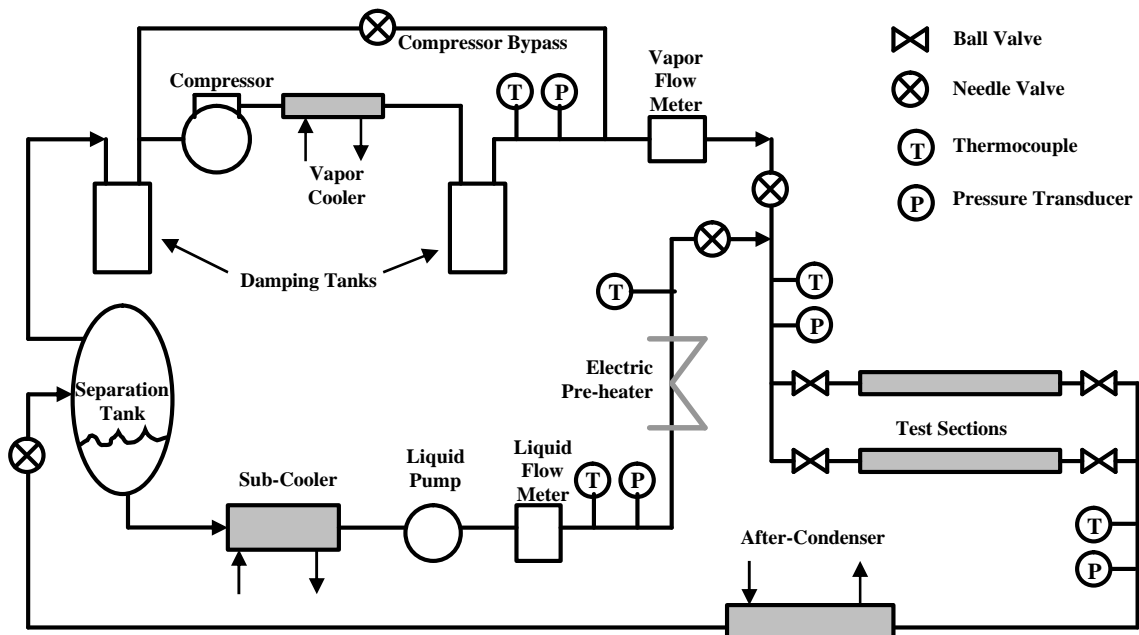 Compressor Bypass
Compressor
Vapor
Flow
Meter
Ball Valve
Needle Valve
T
Thermocouple
P
Pressure Transducer
T
P
Vapor
Cooler
Damping Tanks
T
T
P
Electric
Pre-heater
Separation
Tank
Test Sections
Sub-Cooler
Liquid
Pump
Liquid
Flow
Meter
T
P
After-Condenser
T
P